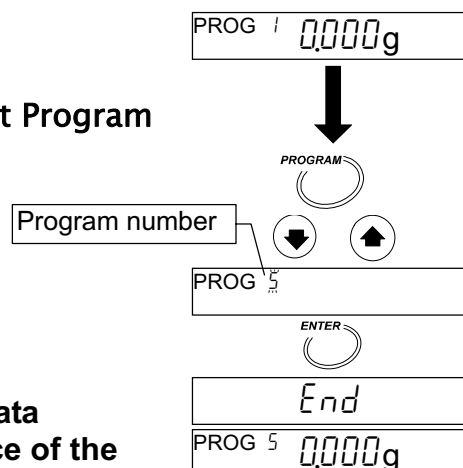 PROG 1 0.000g
t Program
PROGRAM
Program number
PROG 5
ENTER
End
ata
ce of the
PROG 5 0.000g